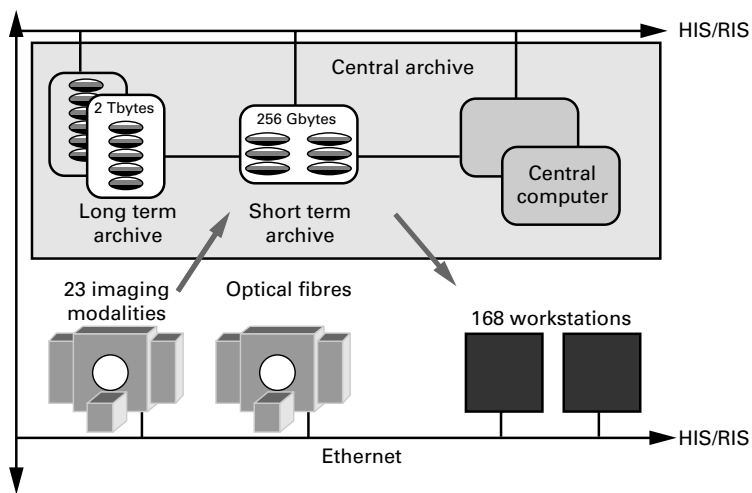 HIS/RIS
Central archive
2 Tbytes
256 Gbytes
Central
computer
Long term
archive
Short term
archive
23 imaging
modalities
Optical fibres
168 workstations
HIS/RIS
Ethernet